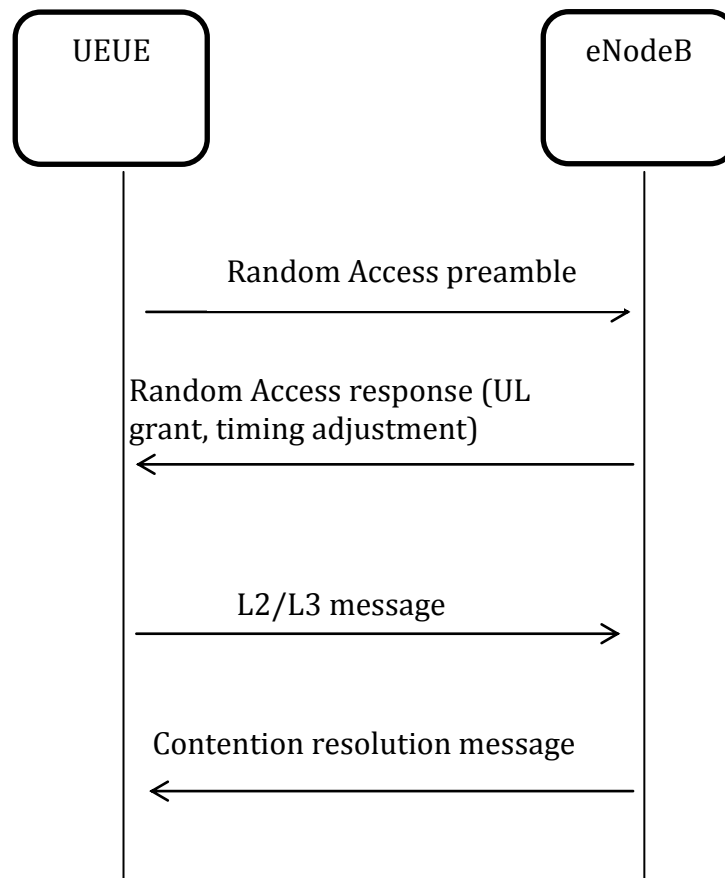 UEUE
eNodeB
Random Access preamble
Random Access response (UL
grant, timing adjustment)
L2/L3 message
Contention resolution message